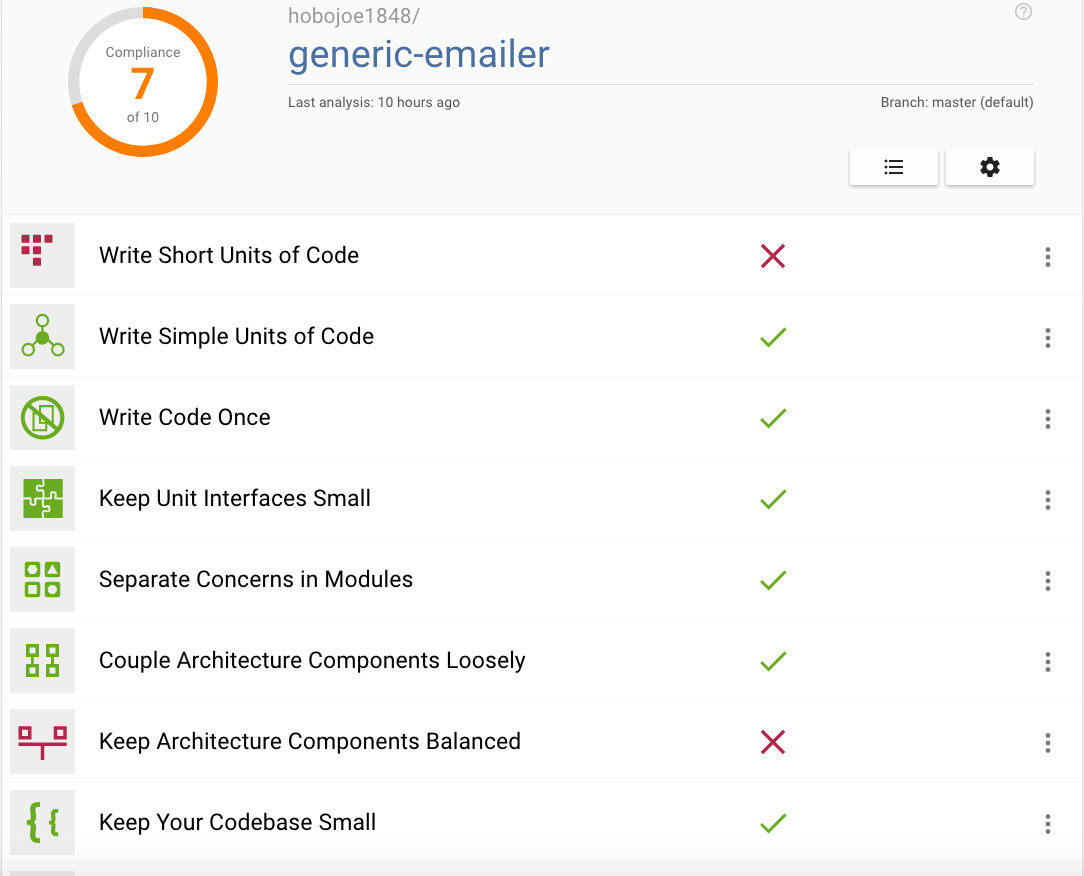 Compliance
7
of 10
hobojoe1848/
generic-emailer
Last analysis: 10 hours ago
Branch: master (default)
Write Short Units of Code
Write Simple Units of Code
Write Code Once
Keep Unit Interfaces Small
Separate Concerns in Modules
Couple Architecture Components Loosely
Keep Architecture Components Balanced
Keep Your Codebase Small